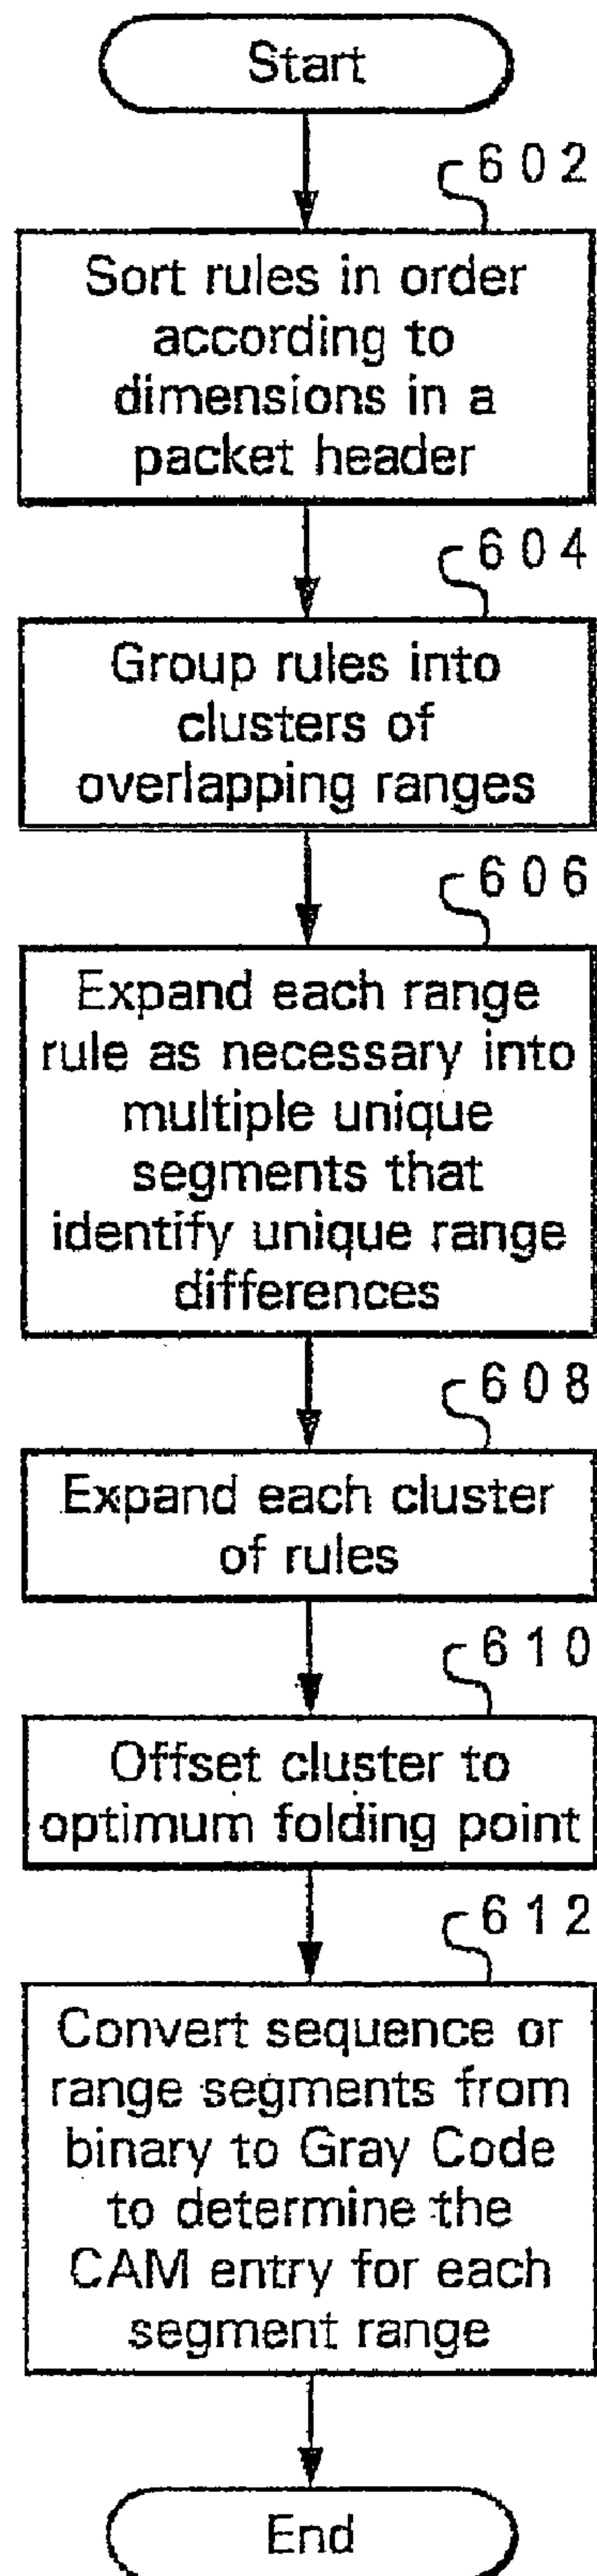 Start
602
Sort rules in order
according to
dimensions in a
packet header
604
Group rules into
clusters of
overlapping ranges
606
Expand each range
rule as necessary into
multiple unique
segments that
identify unique range
differences
608
Expand each cluster
of rules
610
Offset cluster to
optimum folding point
612
Convert sequence or
range segments from
binary to Gray Code
to determine the
CAM entry for each
segment range
End